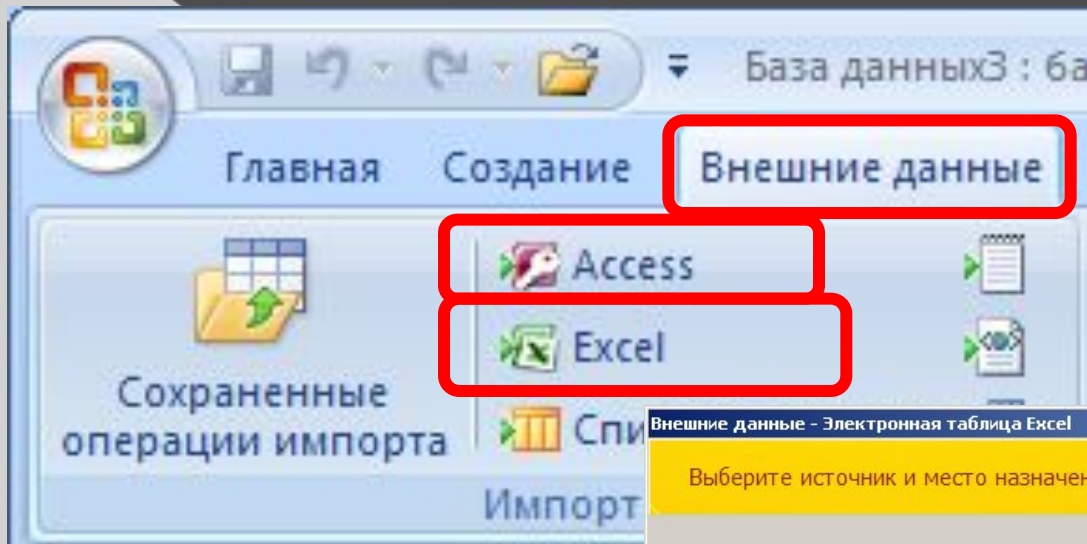 База данных3 : ба
Главная Создание Внешние данные
Access
Excel
Сохраненные
операции импорта
Спи
Импорт
Внешние данные - Электронная таблица Excel
Выберите источник и место назначен